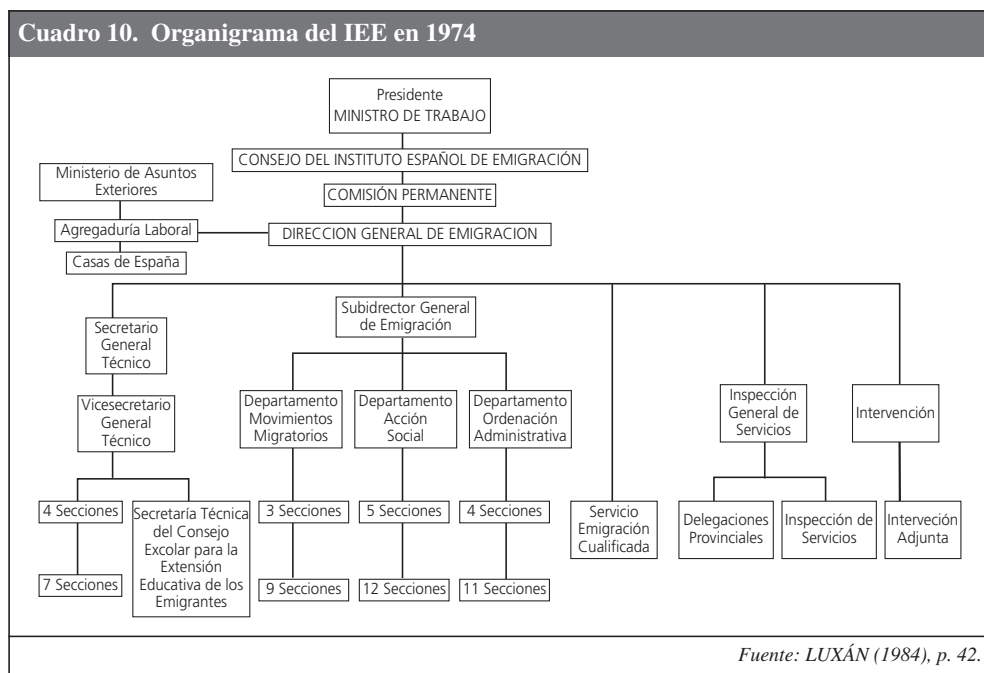 Cuadro 10. Organigrama del IEE en 1974
Presidente
MINISTRO DE TRABAJO
CONSEJO DEL INSTITUTO ESPAÑOL DE EMIGRACIÓN
Ministerio de Asuntos
Exteriores
COMISIÓN PERMANENTE
Agregaduría Laboral
DIRECCION GENERAL DE EMIGRACION
Casas de España
Subidrector General
de Emigración
Secretario
General
Técnico
Vicesecretario
General
Técnico
Departamento
Movimientos
Migratorios
Departamento
Acción
Social
Departamento
Ordenación
Administrativa
Inspección
General de
Servicios
Intervención
4 Secciones
Secretaría Técnica
del Consejo
Excolar para la
Extensión
Educativa de los
Emigrantes
3 Secciones
5 Secciones
4 Secciones
Servicio
Emigración
Cualificada
Delegaciones
Provinciales
Inspección de
Servicios
Interveción
Adjunta
7 Secciones
9 Secciones
12 Secciones
11 Secciones
Fuente: LUXÁN (1984), p. 42.